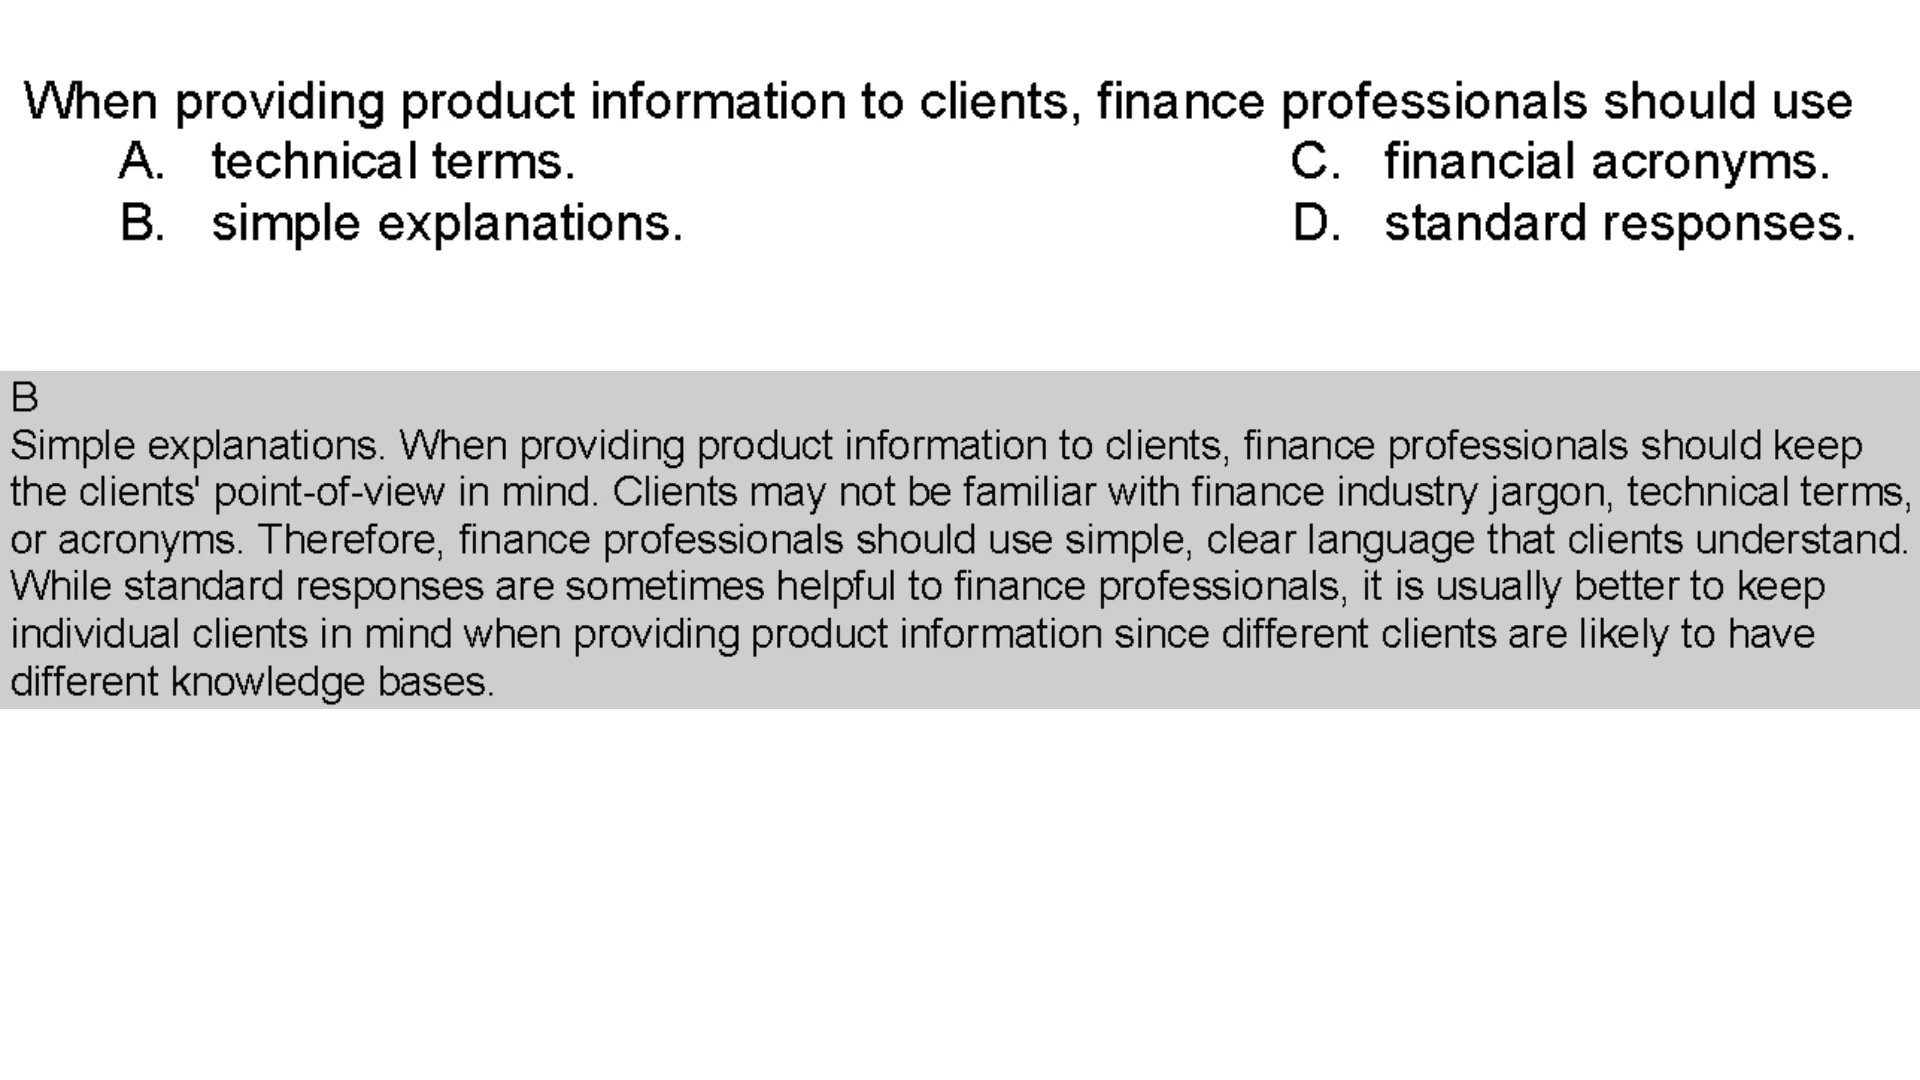 When providing product information to clients, finance professionals should use
A. technical terms. C. financial acronyms.
B. simple explanations. D. standard responses.
B
Simple explanations. When providing product information to clients, finance professionals should keep
the clients' point-of-view in mind. Clients may not be familiar with finance industry jargon, technical terms,
or acronyms. Therefore, finance professionals should use simple, clear language that clients understand.
While standard responses are sometimes helpful to finance professionals, it is usually better to keep
individual clients in mind when providing product information since different clients are likely to have
different knowledge bases.